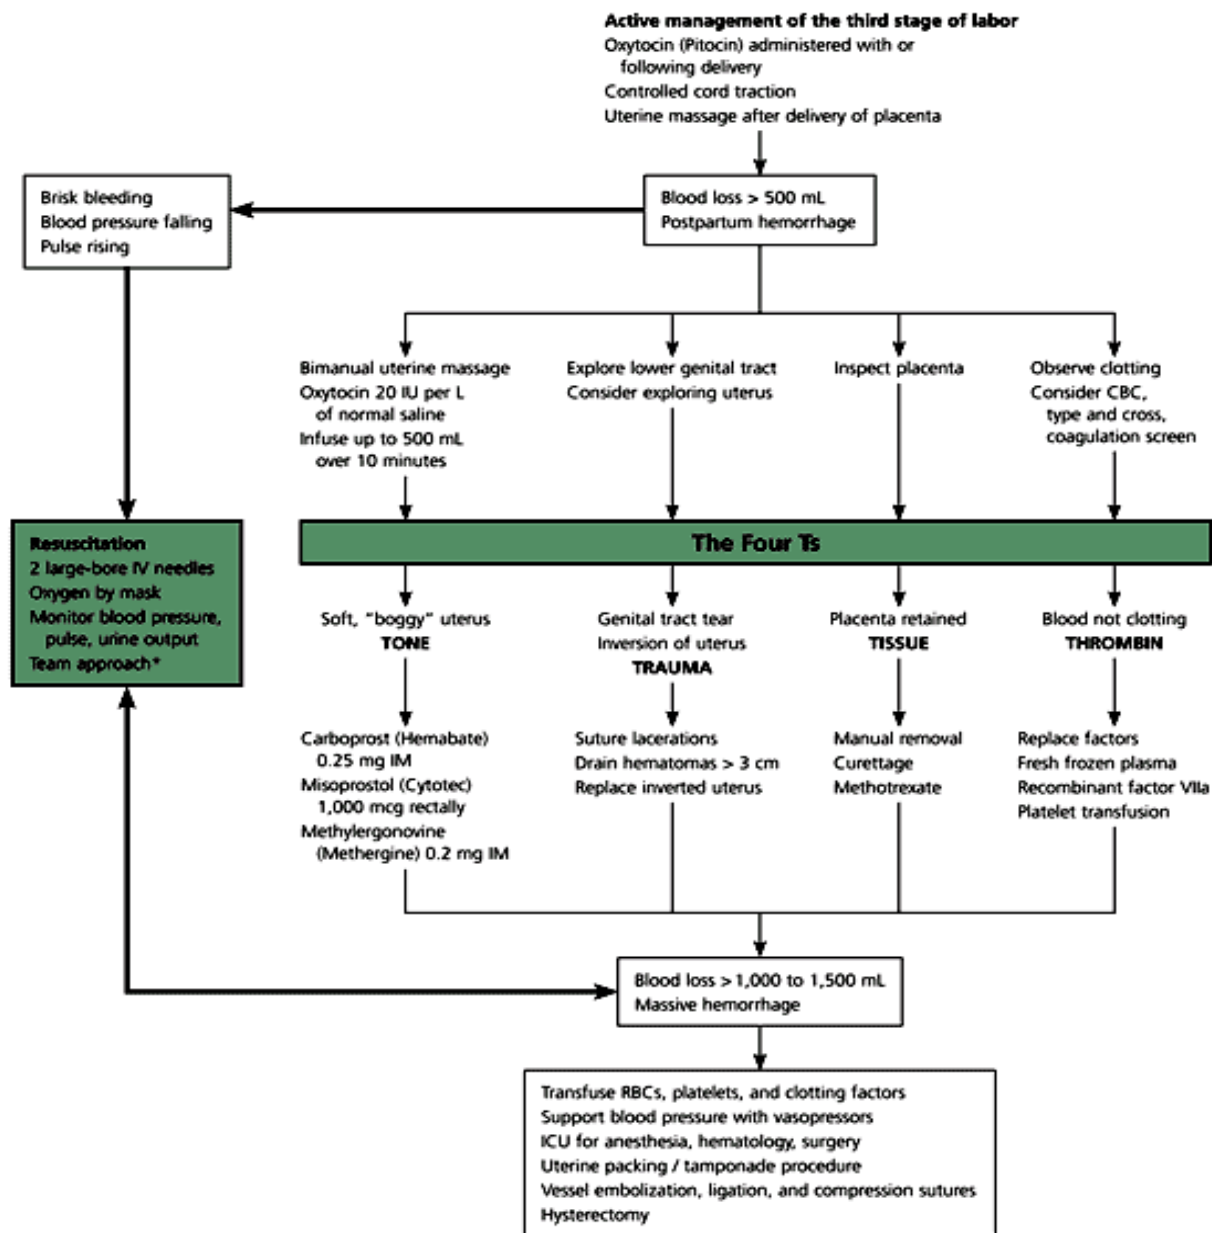 Active management of the third stage of labor
Oxytocin (Pitocin) administered with or
following delivery
Controlled cord traction
Uterine massage after delivery of placenta
Brisk bleeding
Blood pressure falling
Pulse rising
Blood loss > 500 mL
Postpartum hemorrhage
Bimanual uterine massage
Oxytocin 20 IU per L
of normal saline
Infuse up to 500 mL
over 10 minutes
Explore lower genital tract
Consider exploring uterus
Inspect placenta
Observe clotting
Consider CBC,
type and cross,
coagulation screen
Resuscitation
2 large-bore IV needles
Oxygen by mask
Monitor blood pressure,
pulse, urine output
Team approach*
The Four Ts
Soft, “boggy” uterus
TONE
Genital tract tear
Inversion of uterus
TRAUMA
Placenta retained
TISSUE
Blood not clotting
THROMBIN
Carboprost (Hemabate)
0.25 mg IM
Misoprostol (Cytotec)
1,000 mcg rectally
Methylergonovine
(Methergine) 0.2 mg IM
Suture lacerations
Drain hematomas > 3 cm
Replace inverted uterus
Manual removal
Curettage
Methotrexate
Replace factors
Fresh frozen plasma
Recombinant factor VIIa
Platelet transfusion
Blood loss > 1,000 to 1,500 mL
Massive hemorrhage
Transfuse RBCs, platelets, and clotting factors
Support blood pressure with vasopressors
ICU for anesthesia, hematology, surgery
Uterine packing / tamponade procedure
Vessel embolization, ligation, and compression sutures
Hysterectomy